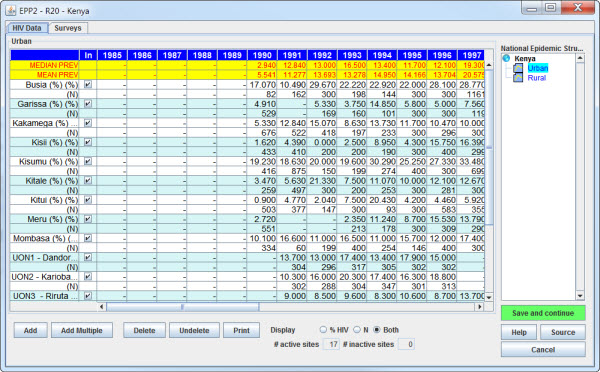 EPP2 - R20 - Kenya
HIV Data Surveys
Urban
In 1985 1986 1987 1988 1989 1990 1991 1992 1993 1994 1995 1996 1997
MEDIAN PREV - - - - - 2.940 12.840 13.000 16.500 13.400 11.700 12.100 19.300
MEAN PREV - - - - - 5.541 11.277 13.693 13.278 14.950 14.166 13.704 20.575
Busia (%) (%) - - - - - 17.070 10.490 29.670 22.220 22.920 22.000 28.100 28.770
(N) - - - - - 82 162 300 198 144 300 300 1161
Garissa (%) (%) - - - - - 4.910 - 5.330 3.750 14.850 5.800 5.000 7.560
(N) - - - - - 529 - 169 160 101 300 300 119
Kakamega (%) (%) ... - - - - - 5.330 12.840 15.070 8.630 13.730 11.700 10.470 10.000
(N) - - - - - 676 522 418 197 233 300 296 300
Kisii (%) (%) - - - - - 1.620 4.390 0.000 2.500 8.950 4.300 15.750 16.390
(N) - - - - - 433 410 200 200 190 300 400 299
Kisumu (%) (%) - - - - - 19.230 18.630 20.000 19.600 30.290 25.250 27.330 33.480
(N) - - - - - 416 875 150 199 274 400 300 699
Kitale (%) (%) - - - - - 3.470 5.630 21.330 7.500 11.070 10.000 12.100 12.670
(N) - - - - - 259 497 300 200 253 300 281 300
Kitui (%) (%) - - - - - 0.900 4.770 2.040 7.500 20.430 4.200 4.460 5.920
(N) - - - - - 503 377 147 300 93 300 583 355
Meru (%) (%) - - - - - 2.720 - - 2.350 11.240 8.700 15.530 13.790
(N) - - - - - 551 - - 213 178 300 309 290
Mombasa (%) (%) - - - - - 10.100 16.600 11.000 16.500 11.000 15.700 12.000 17.400
(N) - - - - - 334 60 199 400 254 146 400 300
UON1 - Dandor... - - - - - - 13.700 13.000 17.400 13.400 17.900 15.000 -
(N) - - - - - - 304 296 317 305 302 302 -
UON2 - Karioba... - - - - - - 10.300 16.000 20.300 17.400 16.300 18.800 -
(N) - - - - - - 302 288 304 347 301 313 -
UON3 - Riruta ... - - - - - - 9.000 8.500 9.600 8.300 10.600 8.700 13.700
National Epidemic Stru...
Kenya
Urban
Rural
Save and continue
Help Source
Cancel
Add Add Multiple Delete Undelete Print Display % HIV N Both
# active sites 17 # inactive sites 0